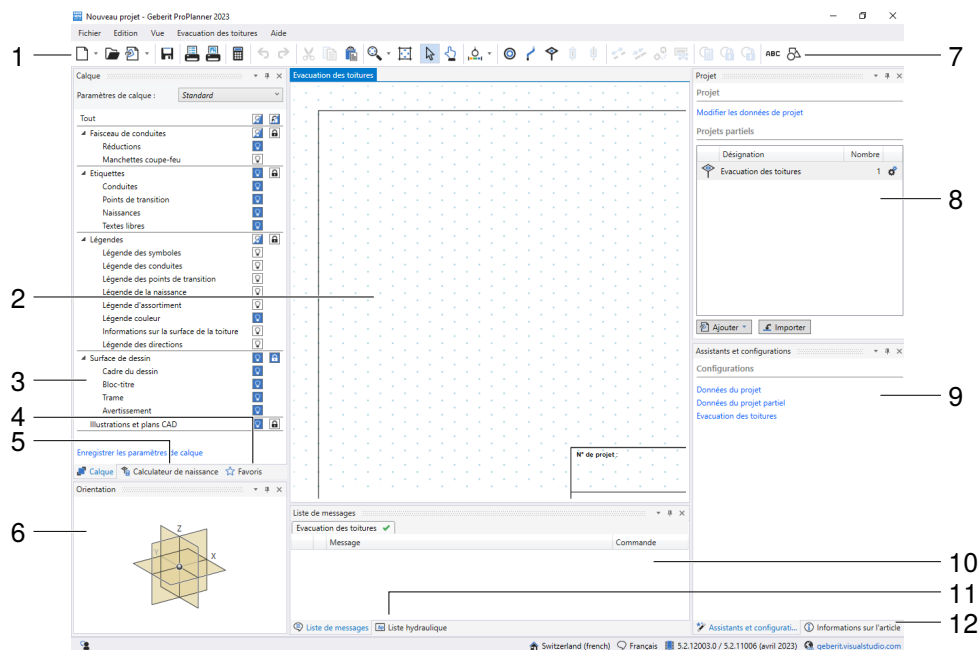 Nouveau projet - Geberit ProPlanner 2023
Fichier Edition Vue Evacuation des toitures Aide
1
ABC
7
Calque
Paramètres de calque : Standard
Tout
Faisceau de conduites
Réductions
Manchettes coupe-feu
Etiquettes
Conduites
Points de transition
Naissances
Textes libres
Légendes
Légende des symboles
Légende des conduites
Légende des points de transition
Légende de la naissance
Légende d'assortiment
Légende couleur
Informations sur la surface de la toiture
Légende des directions
Surface de dessin
Cadre du dessin
Bloc-titre
Trame
Avertissement
Illustrations et plans CAD
Enregistrer les paramètres de calque
Calque Calculateur de naissance Favoris
3
4
5
Orientation
Z
Y
X
6
Evacuation des toitures
2
N° de projet :
Liste de messages
Evacuation des toitures
Message Commande
10
11
Liste de messages Liste hydraulique
Projet
Projet
Modifier les données de projet
Projets partiels
Désignation Nombre
Evacuation des toitures 1
8
Ajouter Importer
Assistants et configurations
Configurations
Données du projet
Données du projet partiel
Evacuation des toitures
9
Assistants et configurati... Informations sur l'article
12
Switzerland (french) Français 5.2.12003.0 / 5.2.11006 (avril 2023) geberit.visualstudio.com